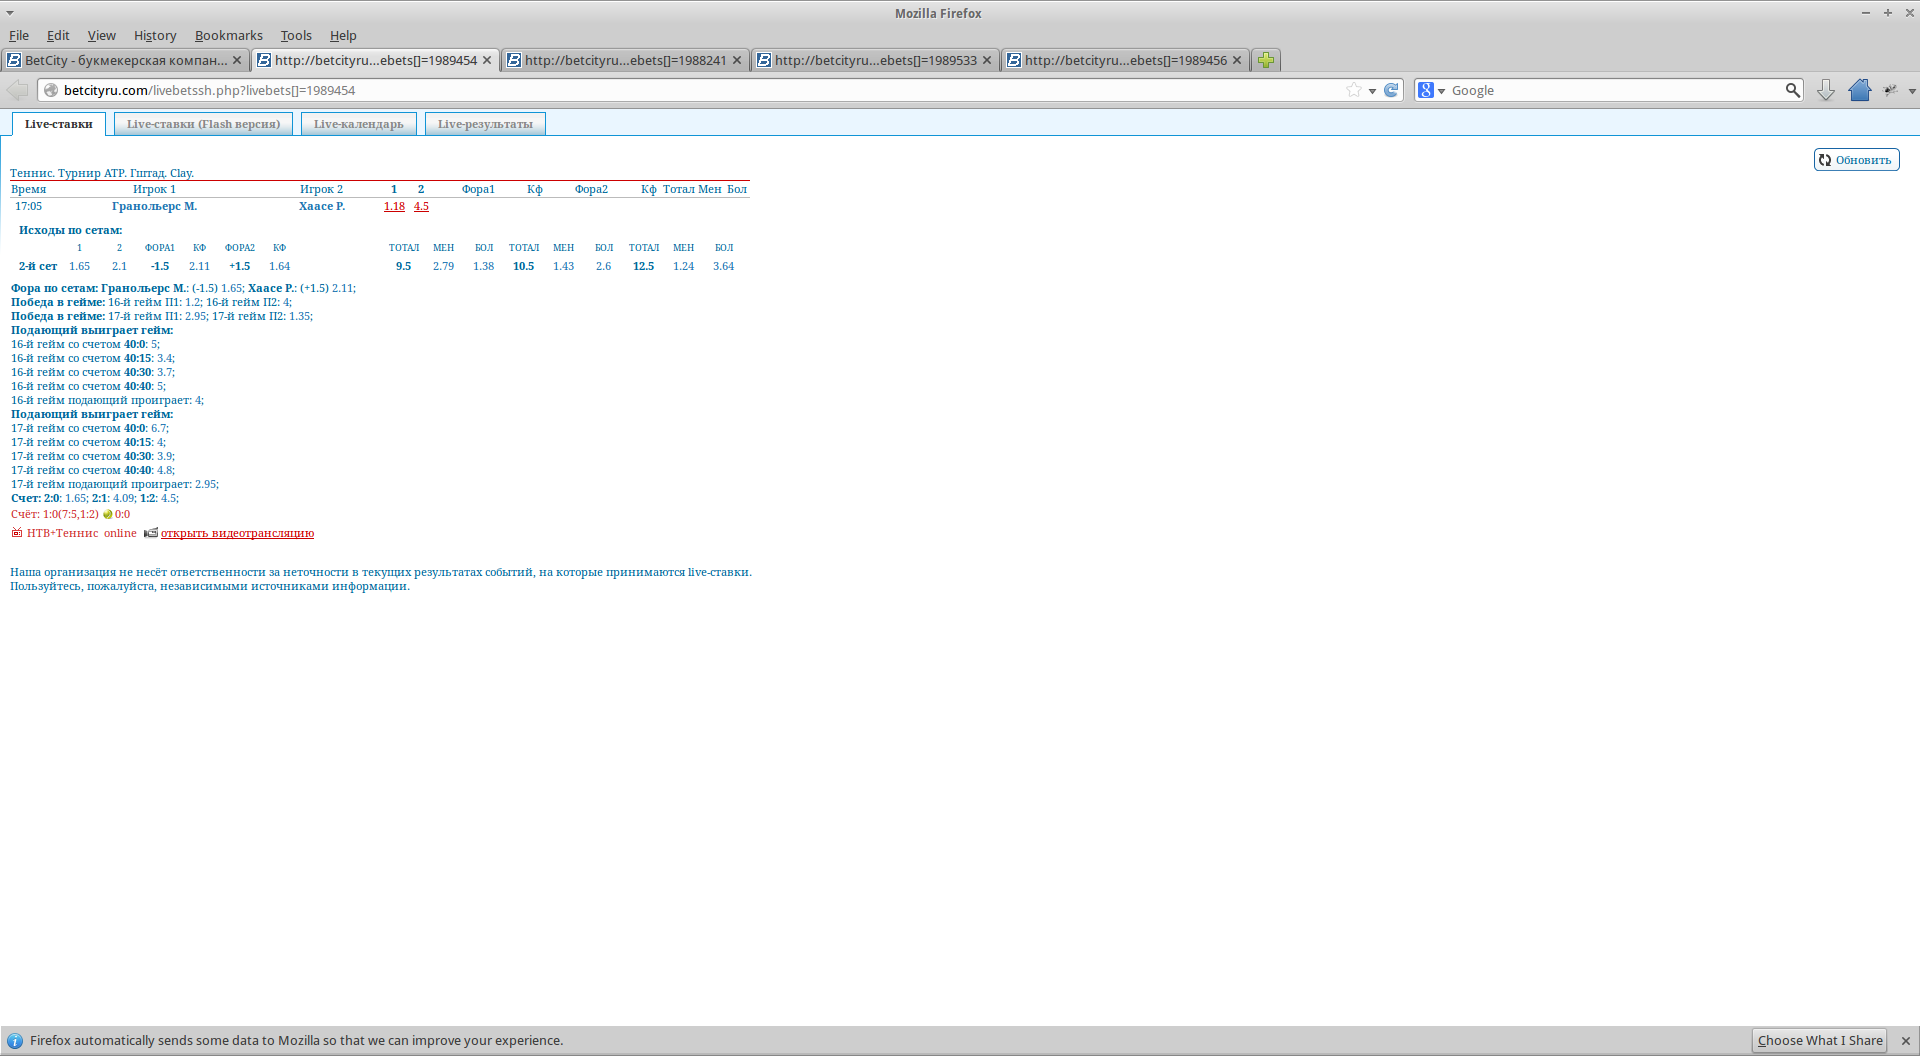 Mozilla Firefox
File Edit View History Bookmarks Tools Help
BetCity - букмекерская компан... http://betcityru...ebets[]=1989454 http://betcityru...ebets[]=1988241 http://betcityru...ebets[]=1989533 http://betcityru...ebets[]=1989456
betcityru.com/livebetssh.php?livebets[]=1989454 Google
Live-ставки Live-ставки (Flash версия) Live-календарь Live-результаты
Обновить
Теннис. Турнир ATP. Гштад. Clay.
Время Игрок 1 Игрок 2 1 2 Фора1 Кф Фора2 Кф Тотал Мен Бол
17:05 Гранольерс М. Хаасе Р. 1.18 4.5
Исходы по сетам:
1 2 ФОРА1 КФ ФОРА2 КФ ТОТАЛ МЕН БОЛ ТОТАЛ МЕН БОЛ ТОТАЛ МЕН БОЛ
2-й сет 1.65 2.1 -1.5 2.11 +1.5 1.64 9.5 2.79 1.38 10.5 1.43 2.6 12.5 1.24 3.64
Фора по сетам: Гранольерс М.: (-1.5) 1.65; Хаасе Р.: (+1.5) 2.11;
Победа в гейме: 16-й гейм П1: 1.2; 16-й гейм П2: 4;
Победа в гейме: 17-й гейм П1: 2.95; 17-й гейм П2: 1.35;
Подающий выиграет гейм:
16-й гейм со счетом 40:0: 5;
16-й гейм со счетом 40:15: 3.4;
16-й гейм со счетом 40:30: 3.7;
16-й гейм со счетом 40:40: 5;
16-й гейм подающий проиграет: 4;
Подающий выиграет гейм:
17-й гейм со счетом 40:0: 6.7;
17-й гейм со счетом 40:15: 4;
17-й гейм со счетом 40:30: 3.9;
17-й гейм со счетом 40:40: 4.8;
17-й гейм подающий проиграет: 2.95;
Счет: 2:0: 1.65; 2:1: 4.09; 1:2: 4.5;
Счёт: 1:0(7:5,1:2) 0:0
НТВ+Теннис online открыть видеотрансляцию
Наша организация не несёт ответственности за неточности в текущих результатах событий, на которые принимаются live-ставки.
Пользуйтесь, пожалуйста, независимыми источниками информации.
Firefox automatically sends some data to Mozilla so that we can improve your experience. Choose What I Share